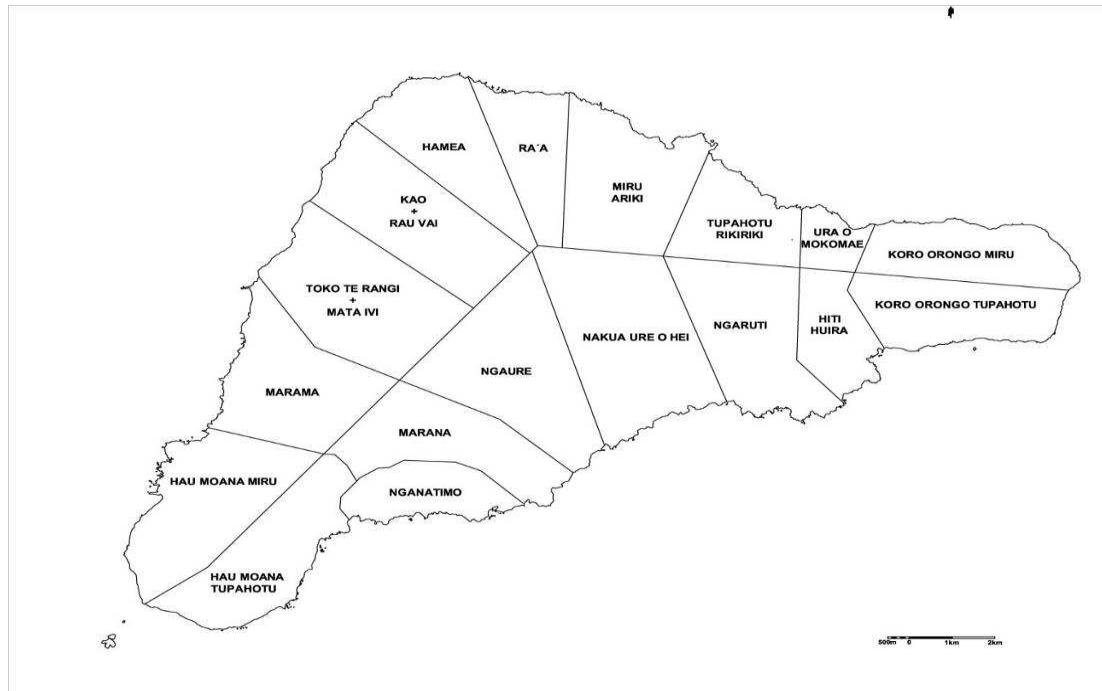 HAMEA
RA´A
MIRU
ARIKI
KAO
+
RAU VAI
TUPAHOTU
RIKIRIKI
URA O
MOKOMAE
KORO ORONGO MIRU
TOKO TE RANGI
+
MATA IVI
KORO ORONGO TUPAHOTU
HITI
HUIRA
NGARUTI
NAKUA URE O HEI
NGAURE
MARAMA
MARANA
HAU MOANA MIRU
NGANATIMO
HAU MOANA
TUPAHOTU
500m 0 1km 2km